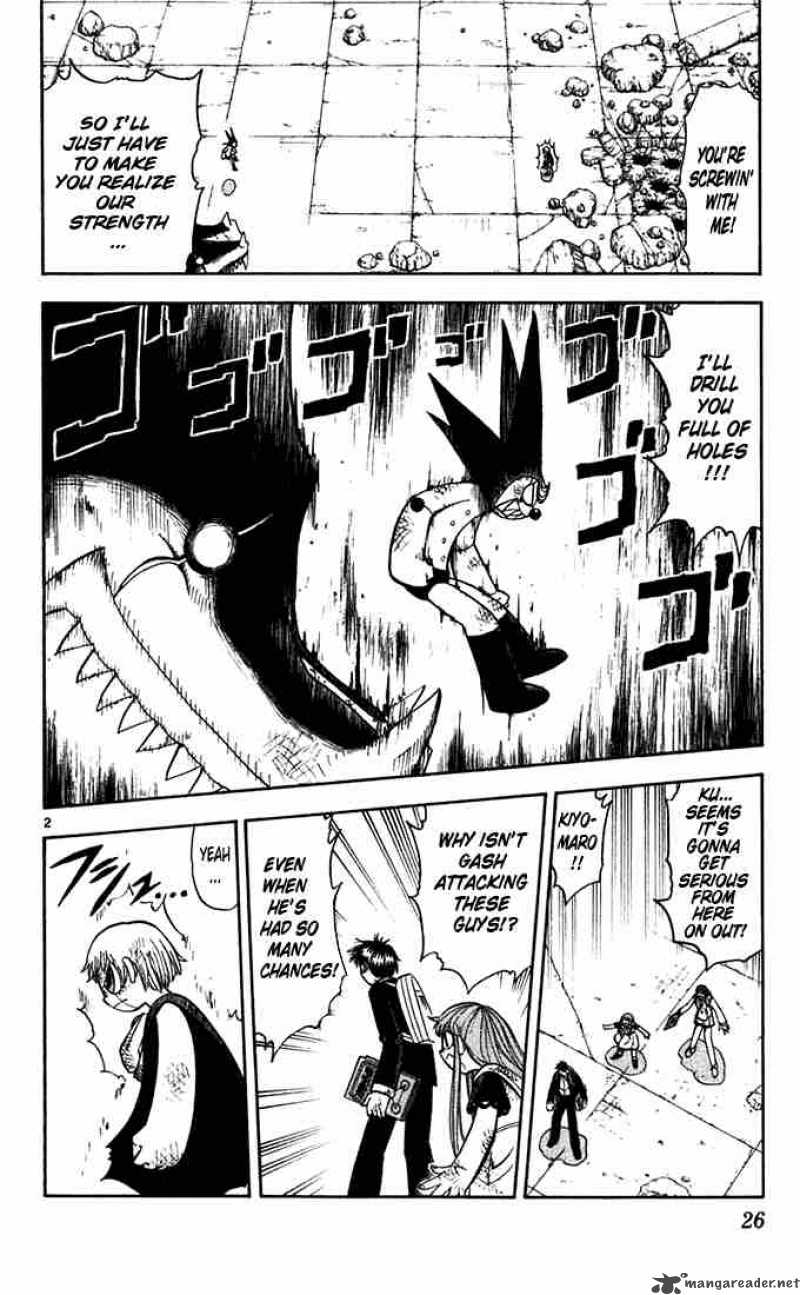 YOU'RE
SCREWIN'
WITH
ME!
SO I'LL
JUST HAVE
TO MAKE
YOU REALIZE
OUR
STRENGTH
...
I'LL
DRILL
YOU
FULL OF
HOLES
!!!
ゴゴゴゴゴゴゴ
KU...
SEEMS
IT'S
GONNA
GET
SERIOUS
FROM
HERE
ON OUT!
KIYO-
MARO
!!
WHY ISN'T
GASH
ATTACKING
THESE
GUYS!?
EVEN
WHEN
HE'S
HAD SO
MANY
CHANCES!
YEAH
...
2
26
mangareader.net